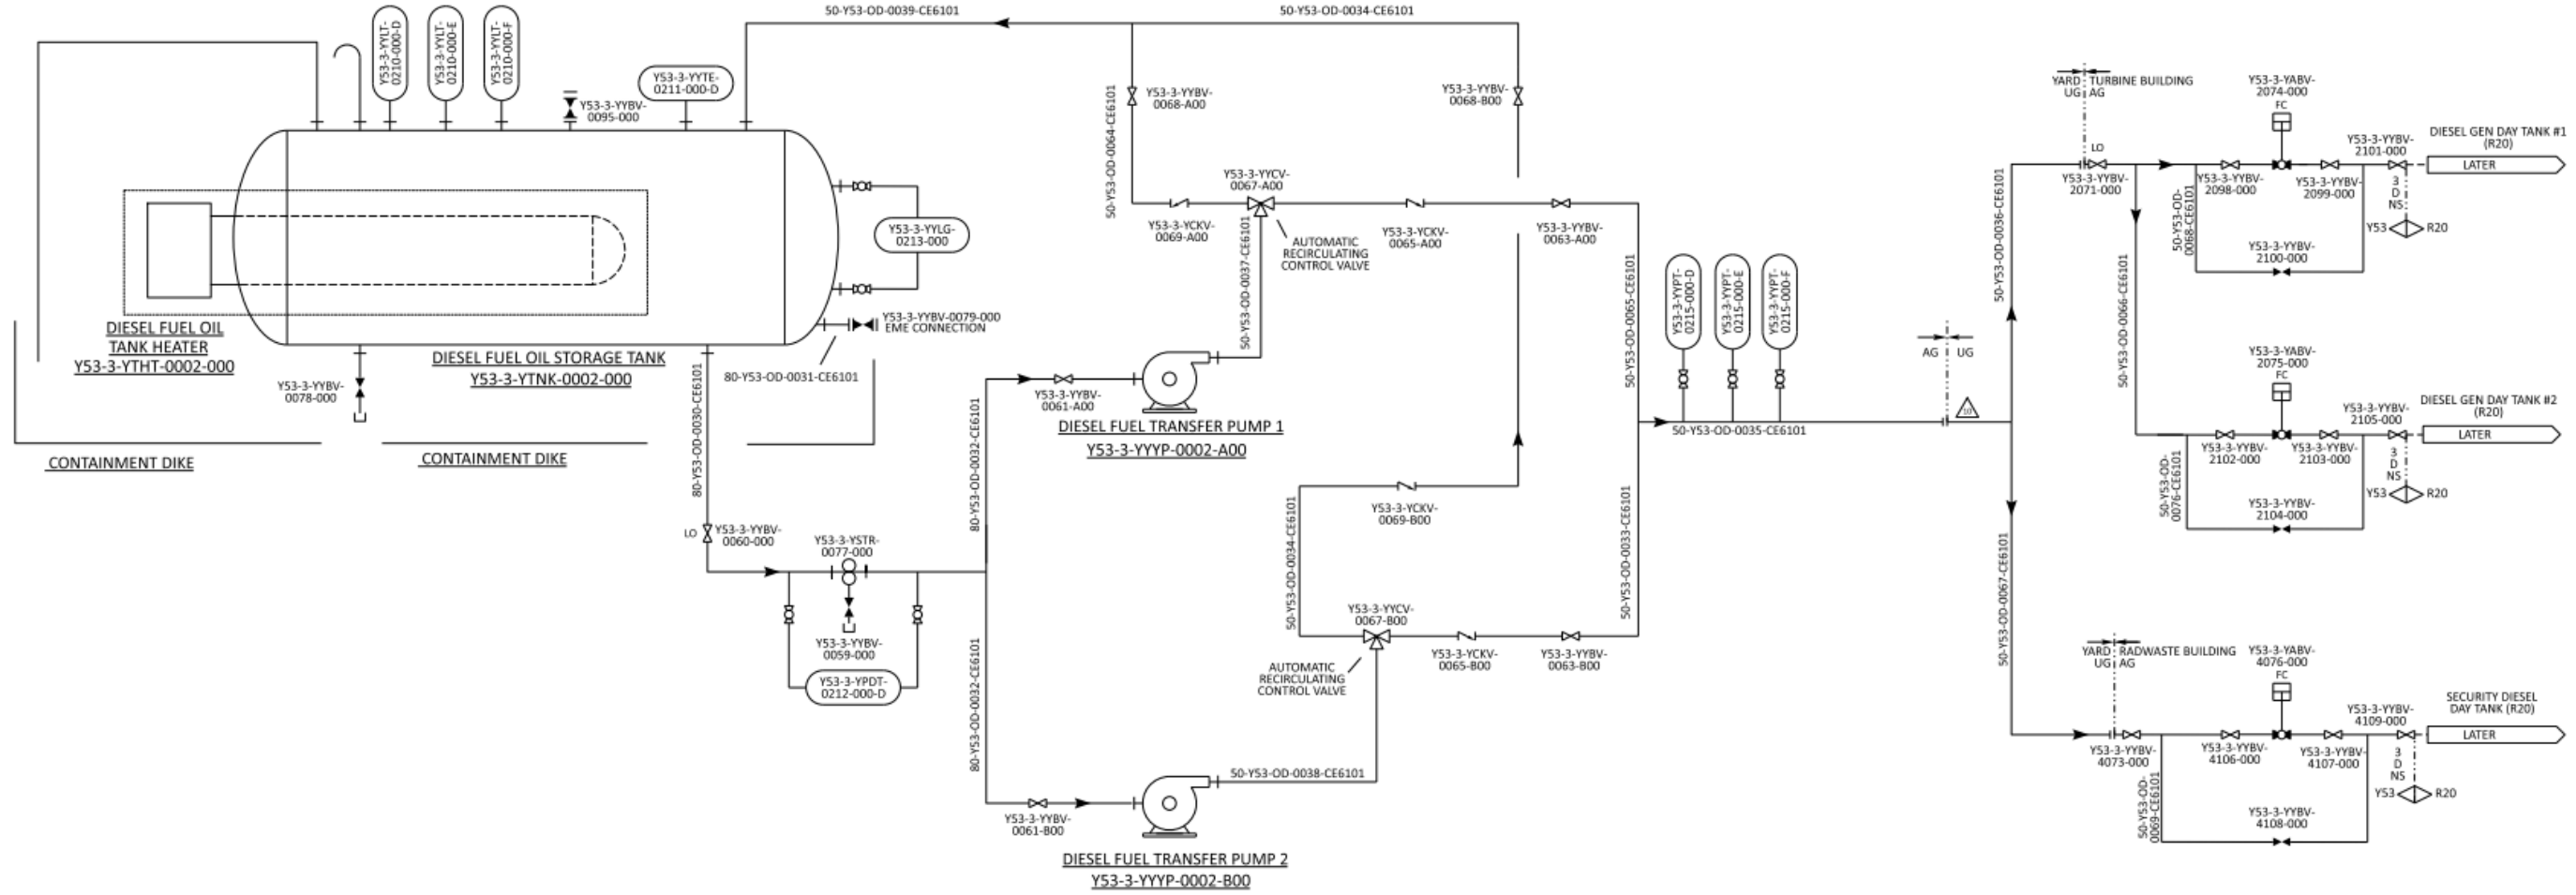 50-Y53-OD-0039-CE6101
50-Y53-OD-0034-CE6101
Y53-3-YYLT-
0210-000-D
Y53-3-YYLT-
0210-000-E
Y53-3-YYLT-
0210-000-F
Y53-3-YYTE-
0211-000-D
Y53-3-YYBV-
0095-000
Y53-3-YYLG-
0213-000
Y53-3-YYBV-0079-000
EME CONNECTION
80-Y53-OD-0031-CE6101
DIESEL FUEL OIL
TANK HEATER
Y53-3-YTHT-0002-000
DIESEL FUEL OIL STORAGE TANK
Y53-3-YTNK-0002-000
Y53-3-YYBV-
0078-000
CONTAINMENT DIKE
CONTAINMENT DIKE
80-Y53-OD-0030-CE6101
LO
Y53-3-YYBV-
0060-000
Y53-3-YSTR-
0077-000
Y53-3-YYBV-
0059-000
Y53-3-YPDT-
0212-000-D
80-Y53-OD-0032-CE6101
80-Y53-OD-0032-CE6101
Y53-3-YYBV-
0061-A00
DIESEL FUEL TRANSFER PUMP 1
Y53-3-YYYP-0002-A00
Y53-3-YYBV-
0061-B00
DIESEL FUEL TRANSFER PUMP 2
Y53-3-YYYP-0002-B00
50-Y53-OD-0064-CE6101
Y53-3-YYBV-
0068-A00
Y53-3-YYBV-
0068-B00
Y53-3-YYCV-
0067-A00
Y53-3-YCKV-
0069-A00
AUTOMATIC
RECIRCULATING
CONTROL VALVE
50-Y53-OD-0037-CE6101
Y53-3-YCKV-
0065-A00
Y53-3-YYBV-
0063-A00
50-Y53-OD-0065-CE6101
Y53-3-YCKV-
0069-B00
50-Y53-OD-0034-CE6101
50-Y53-OD-0033-CE6101
Y53-3-YYCV-
0067-B00
AUTOMATIC
RECIRCULATING
CONTROL VALVE
Y53-3-YCKV-
0065-B00
Y53-3-YYBV-
0063-B00
50-Y53-OD-0038-CE6101
Y53-3-YYPT-
0215-000-D
Y53-3-YYPT-
0215-000-E
Y53-3-YYPT-
0215-000-F
50-Y53-OD-0035-CE6101
AG UG
10
50-Y53-OD-0036-CE6101
50-Y53-OD-0067-CE6101
YARD TURBINE BUILDING
UG AG
LO
Y53-3-YYBV-
2071-000
50-Y53-OD-0066-CE6101
50-Y53-OD-
0068-CE6101
Y53-3-YYBV-
2098-000
Y53-3-YABV-
2074-000
FC
Y53-3-YYBV-
2099-000
Y53-3-YYBV-
2100-000
Y53-3-YYBV-
2101-000
3
D
NS
Y53 R20
DIESEL GEN DAY TANK #1
(R20)
LATER
Y53-3-YABV-
2075-000
FC
Y53-3-YYBV-
2102-000
Y53-3-YYBV-
2103-000
50-Y53-OD-
0076-CE6101
Y53-3-YYBV-
2104-000
Y53-3-YYBV-
2105-000
3
D
NS
Y53 R20
DIESEL GEN DAY TANK #2
(R20)
LATER
YARD RADWASTE BUILDING
UG AG
Y53-3-YYBV-
4073-000
50-Y53-OD-
0069-CE6101
Y53-3-YYBV-
4106-000
Y53-3-YABV-
4076-000
FC
Y53-3-YYBV-
4107-000
Y53-3-YYBV-
4108-000
Y53-3-YYBV-
4109-000
3
D
NS
Y53 R20
SECURITY DIESEL
DAY TANK (R20)
LATER